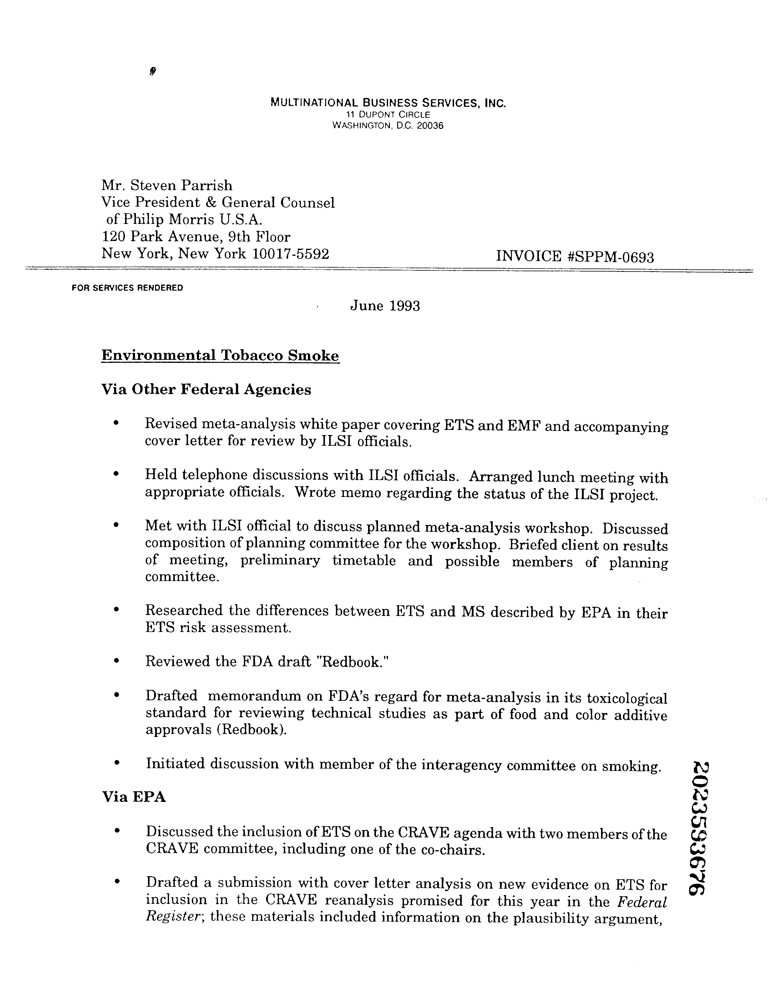 MULTINATIONAL BUSINESS SERVICES, INC.
11 DUPONT CIRCLE
WASHINGTON, D.C. 20036
Mr. Steven Parrish
Vice President & General Counsel
of Philip Morris U.S.A.
120 Park Avenue, 9th Floor
New York, New York 10017-5592
INVOICE #SPPM-0693
FOR SERVICES RENDERED
June 1993
Environmental Tobacco Smoke
Via Other Federal Agencies
• Revised meta-analysis white paper covering ETS and EMF and accompanying
cover letter for review by ILSI officials.
• Held telephone discussions with ILSI officials. Arranged lunch meeting with
appropriate officials. Wrote memo regarding the status of the ILSI project.
• Met with ILSI official to discuss planned meta-analysis workshop. Discussed
composition of planning committee for the workshop. Briefed client on results
of meeting, preliminary timetable and possible members of planning
committee.
• Researched the differences between ETS and MS described by EPA in their
ETS risk assessment.
• Reviewed the FDA draft "Redbook."
• Drafted memorandum on FDA's regard for meta-analysis in its toxicological
standard for reviewing technical studies as part of food and color additive
approvals (Redbook).
• Initiated discussion with member of the interagency committee on smoking.
Via EPA
• Discussed the inclusion of ETS on the CRAVE agenda with two members of the
CRAVE committee, including one of the co-chairs.
• Drafted a submission with cover letter analysis on new evidence on ETS for
inclusion in the CRAVE reanalysis promised for this year in the Federal
Register; these materials included information on the plausibility argument,
2023593676